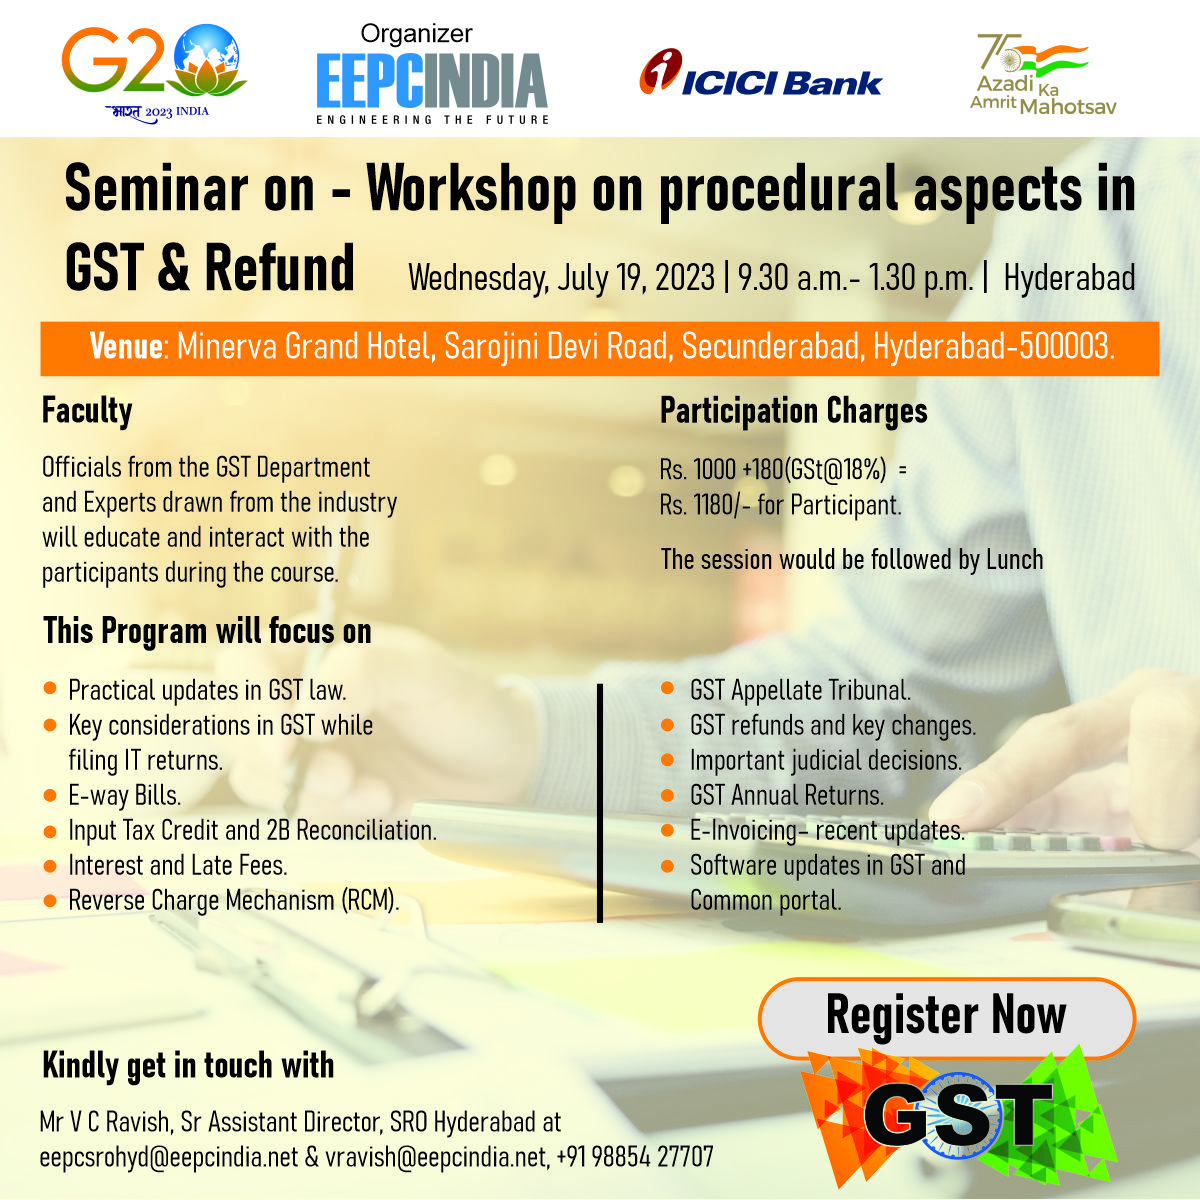 G20
भारत 2023 INDIA
Organizer
EEPCINDIA
ENGINEERING THE FUTURE
ICICI Bank
75
Azadi Ka
Amrit Mahotsav
Seminar on - Workshop on procedural aspects in
GST & Refund
Wednesday, July 19, 2023 | 9.30 a.m.- 1.30 p.m. | Hyderabad
Venue: Minerva Grand Hotel, Sarojini Devi Road, Secunderabad, Hyderabad-500003.
Faculty
Officials from the GST Department
and Experts drawn from the industry
will educate and interact with the
participants during the course.
Participation Charges
Rs. 1000 +180(GSt@18%) =
Rs. 1180/- for Participant.
The session would be followed by Lunch
This Program will focus on
Practical updates in GST law.
Key considerations in GST while
filing IT returns.
E-way Bills.
Input Tax Credit and 2B Reconciliation.
Interest and Late Fees.
Reverse Charge Mechanism (RCM).
GST Appellate Tribunal.
GST refunds and key changes.
Important judicial decisions.
GST Annual Returns.
E-Invoicing– recent updates.
Software updates in GST and
Common portal.
Register Now
GST
Kindly get in touch with
Mr V C Ravish, Sr Assistant Director, SRO Hyderabad at
eepcsrohyd@eepcindia.net & vravish@eepcindia.net, +91 98854 27707